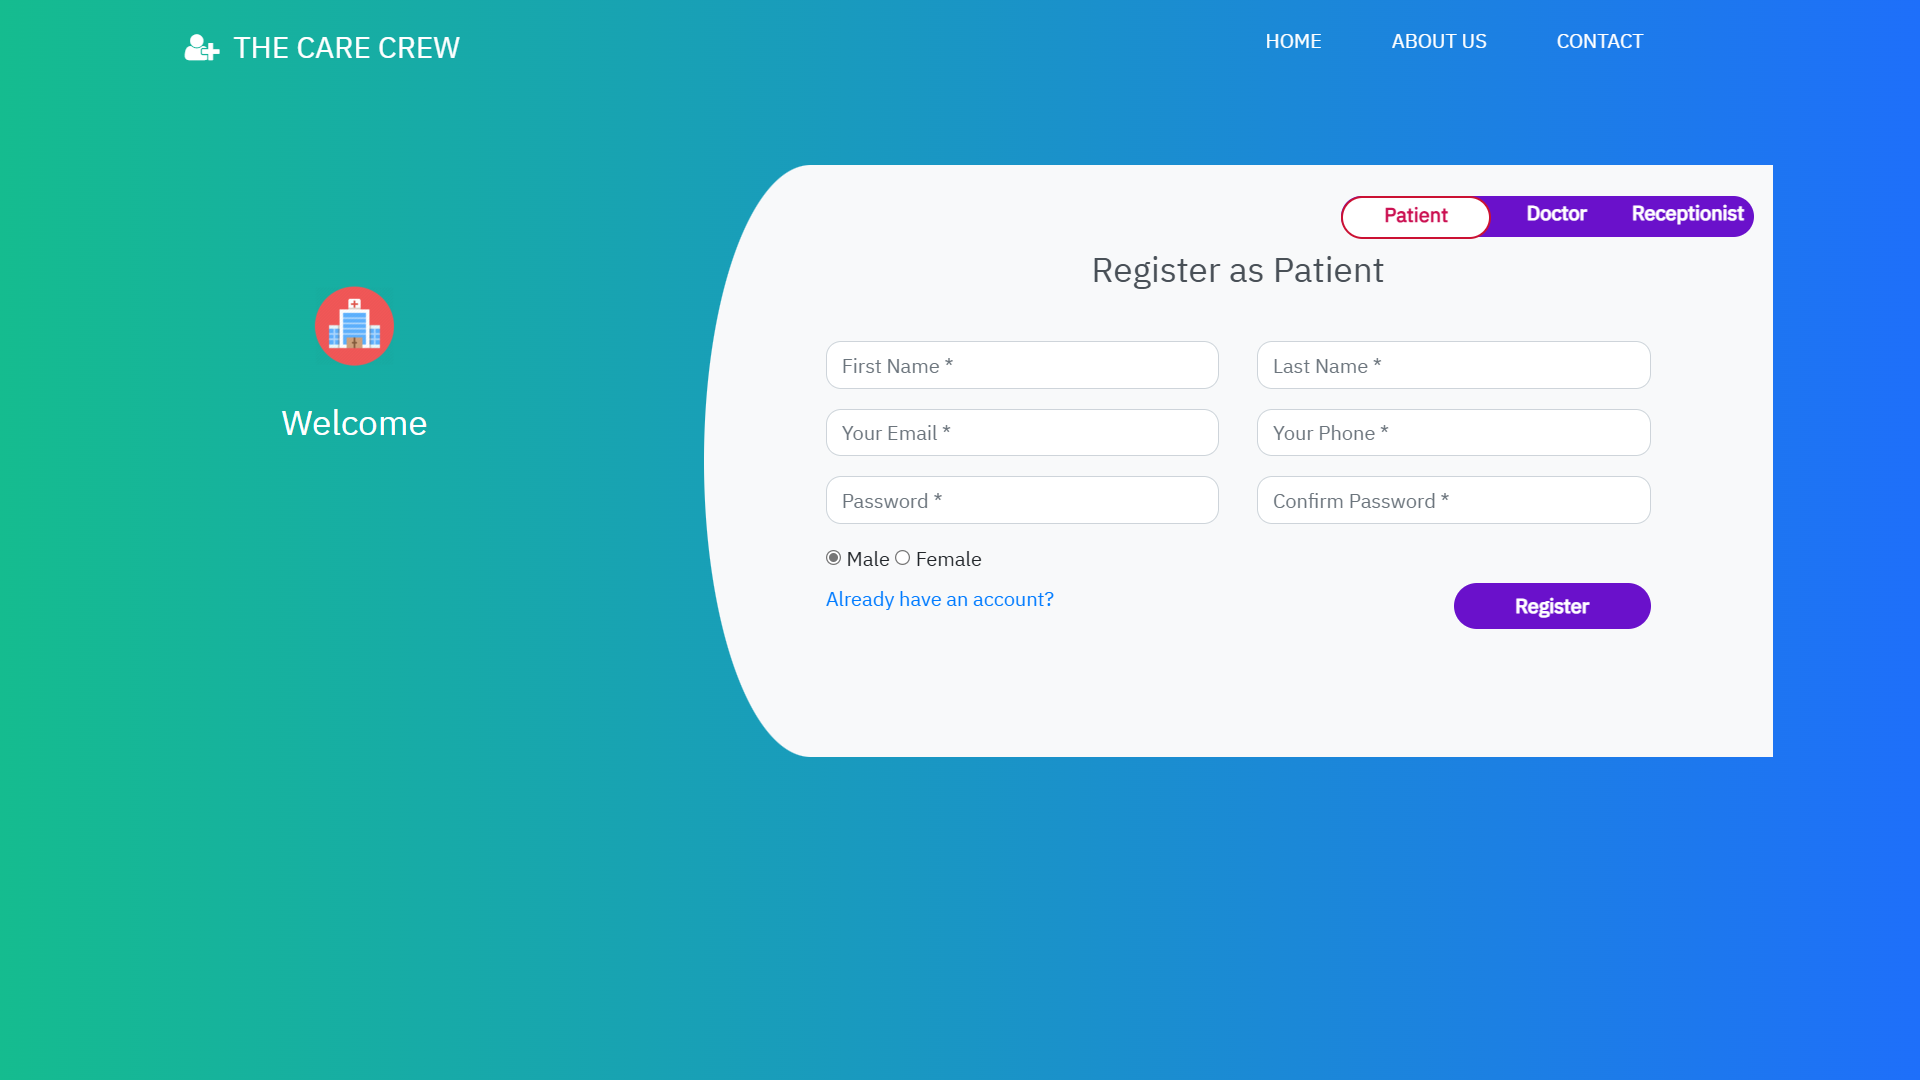 THE CARE CREW
HOME ABOUT US CONTACT
Patient Doctor Receptionist
Register as Patient
Welcome
First Name * Last Name *
Your Email * Your Phone *
Password * Confirm Password *
Male Female
Already have an account?
Register